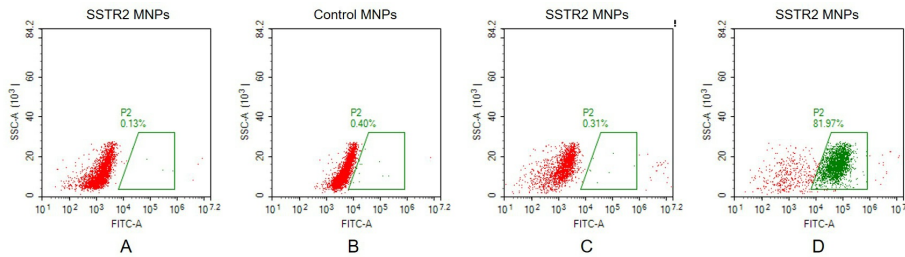 SSTR2 MNPs
84.2
60
40
20
0
SSC-A (10³ |
P2
0.13%
10¹ 10² 10³ 10⁴ 10⁵ 10⁶ 10⁷·²
FITC-A
A
Control MNPs
84.2
60
40
20
0
SSC-A (10³ |
P2
0.40%
10¹ 10² 10³ 10⁴ 10⁵ 10⁶ 10⁷·²
FITC-A
B
SSTR2 MNPs
84.2
60
40
20
0
SSC-A (10³ |
P2
0.31%
10¹ 10² 10³ 10⁴ 10⁵ 10⁶ 10⁷·²
FITC-A
C
SSTR2 MNPs
84.2
60
40
20
0
SSC-A (10³ |
P2
81.97%
10¹ 10² 10³ 10⁴ 10⁵ 10⁶ 10⁷·²
FITC-A
D